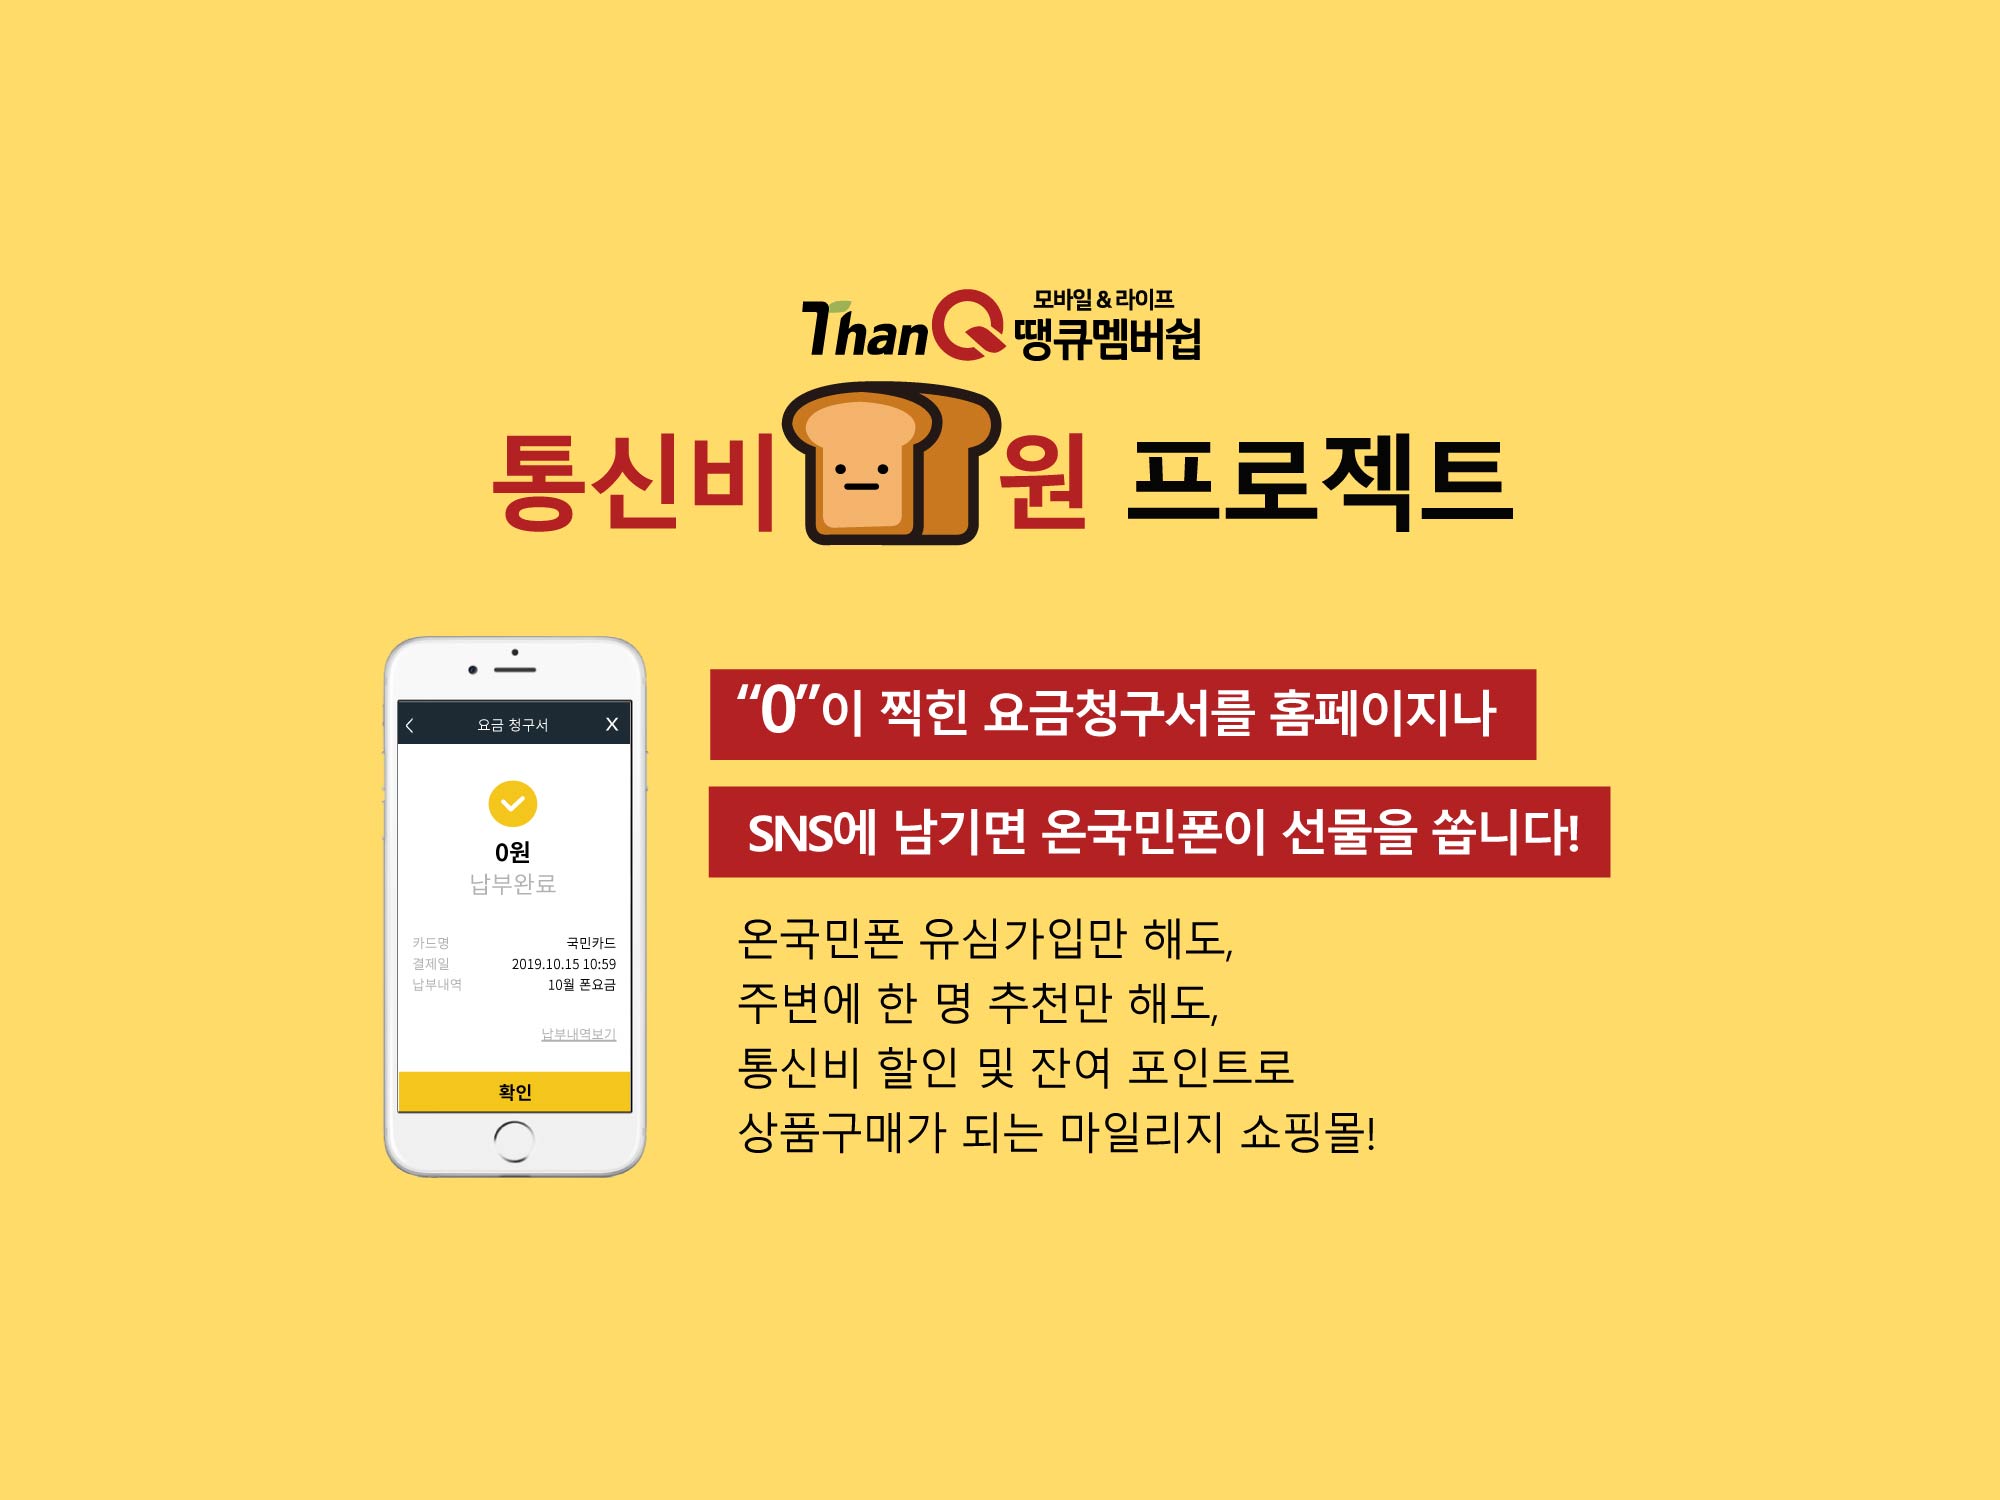 ThanQ 모바일 & 라이프
땡큐멤버쉽
통신비 원 프로젝트
“0”이 찍힌 요금청구서를 홈페이지나
SNS에 남기면 온국민폰이 선물을 쏩니다!
온국민폰 유심가입만 해도,
주변에 한 명 추천만 해도,
통신비 할인 및 잔여 포인트로
상품구매가 되는 마일리지 쇼핑몰!
< 요금 청구서 X
0원
납부완료
카드명 국민카드
결제일 2019.10.15 10:59
납부내역 10월 폰요금
납부내역보기
확인